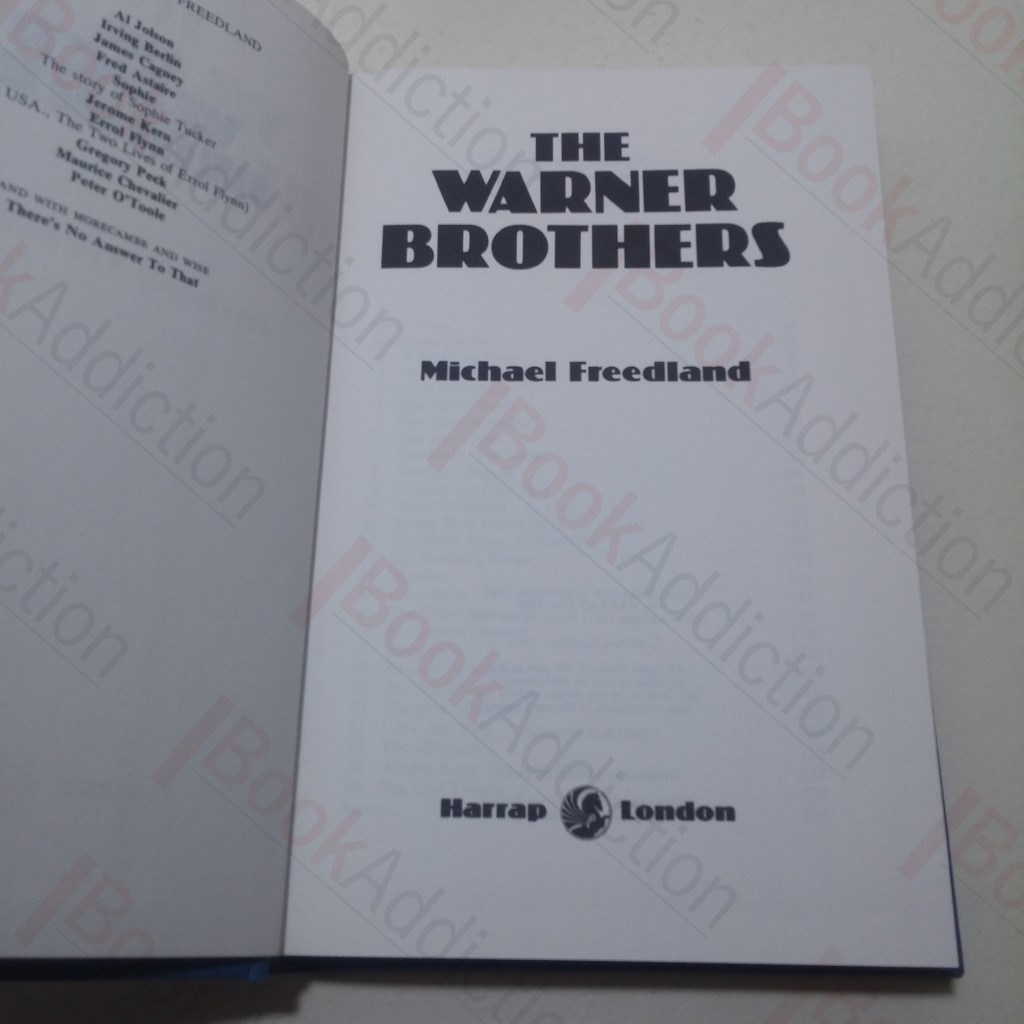 FREEDLAND
Al Jolson
Irving Berlin
James Cagney
Fred Astaire
Sophie
The story of Sophie Tucker
Jerome Kern
Errol Flynn
USA., The Two Lives of Errol Flynn)
Gregory Peck
Maurice Chevalier
Peter O'Toole
AND WITH MORECAMBE AND WISE
There's No Answer To That
THE
WARNER
BROTHERS
Michael Freedland
Harrap London
BookAddiction